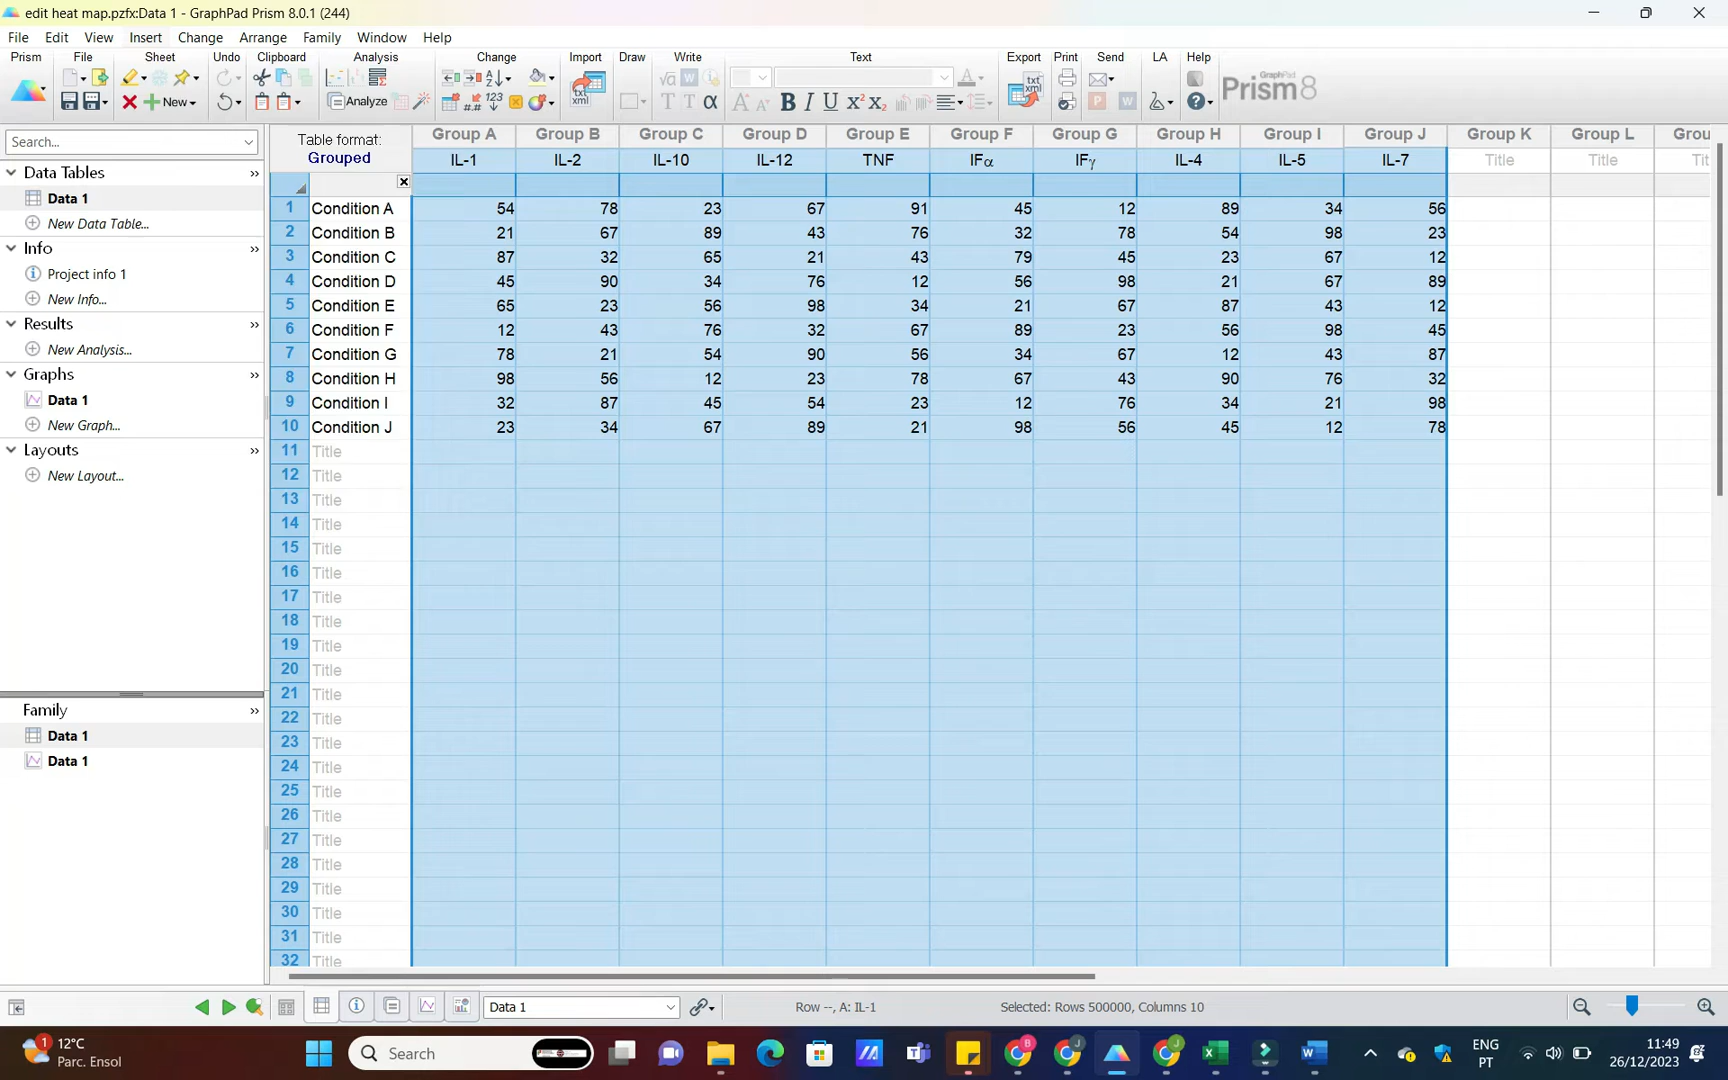 edit heat map.pzfx:Data 1 - GraphPad Prism 8.0.1 (244)
File Edit View Insert Change Arrange Family Window Help
Prism File Sheet Undo Clipboard Analysis Change Import Draw Write Text Export Print Send LA Help
New Analyze
GraphPad Prism 8
Search...
Data Tables
Data 1
New Data Table...
Info
Project info 1
New Info...
Results
New Analysis...
Graphs
Data 1
New Graph...
Layouts
New Layout...
Family
Data 1
Data 1
Table format: Group A Group B Group C Group D Group E Group F Group G Group H Group I Group J Group K Group L Grou
Grouped IL-1 IL-2 IL-10 IL-12 TNF IFα IFγ IL-4 IL-5 IL-7 Title Title Tit
1 Condition A 54 78 23 67 91 45 12 89 34 56
2 Condition B 21 67 89 43 76 32 78 54 98 23
3 Condition C 87 32 65 21 43 79 45 23 67 12
4 Condition D 45 90 34 76 12 56 98 21 67 89
5 Condition E 65 23 56 98 34 21 67 87 43 12
6 Condition F 12 43 76 32 67 89 23 56 98 45
7 Condition G 78 21 54 90 56 34 67 12 43 87
8 Condition H 98 56 12 23 78 67 43 90 76 32
9 Condition I 32 87 45 54 23 12 76 34 21 98
10 Condition J 23 34 67 89 21 98 56 45 12 78
11 Title
12 Title
13 Title
14 Title
15 Title
16 Title
17 Title
18 Title
19 Title
20 Title
21 Title
22 Title
23 Title
24 Title
25 Title
26 Title
27 Title
28 Title
29 Title
30 Title
31 Title
32 Title
Data 1 Row --, A: IL-1 Selected: Rows 500000, Columns 10
1 12°C
Parc. Ensol
Search
ENG
PT
11:49
26/12/2023